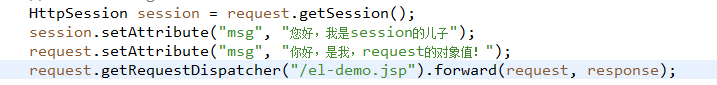 HttpSession session = request.getSession();
session.setAttribute("msg", "您好，我是session的儿子");
request.setAttribute("msg", "你好，是我，request的对象值！");
request.getRequestDispatcher("/el-demo.jsp").forward(request, response);